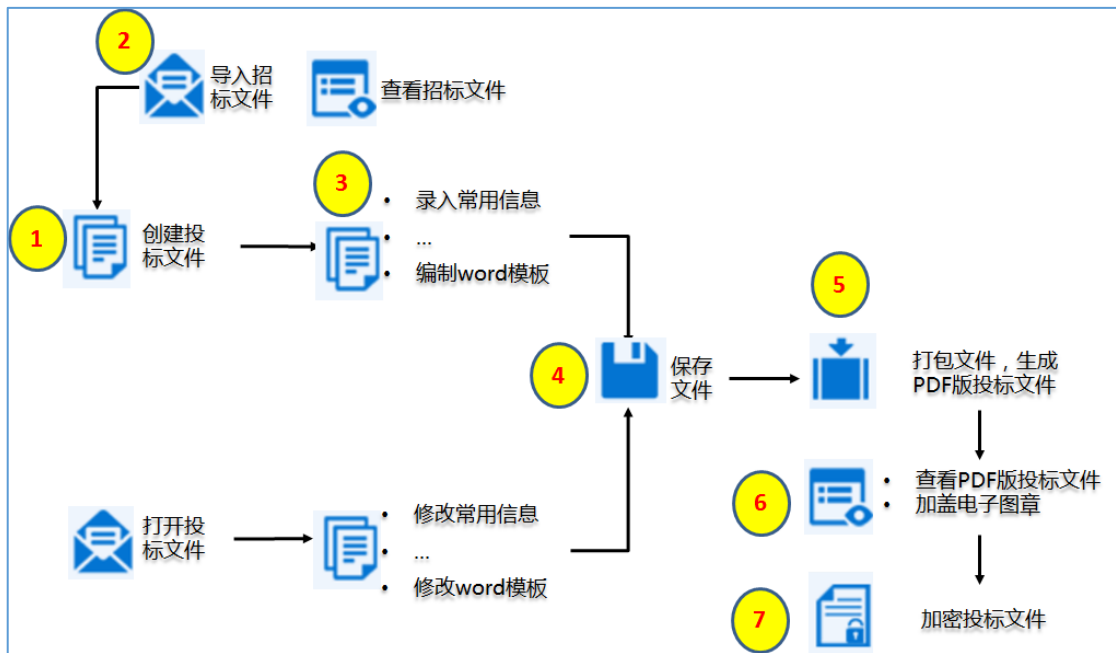 2
导入招
标文件
查看招标文件
1
创建投
标文件
3
• 录入常用信息
• ...
• 编制word模板
4
保存
文件
5
打包文件，生成
PDF版投标文件
打开投
标文件
• 修改常用信息
• ...
• 修改word模板
6
• 查看PDF版投标文件
• 加盖电子图章
7
加密投标文件